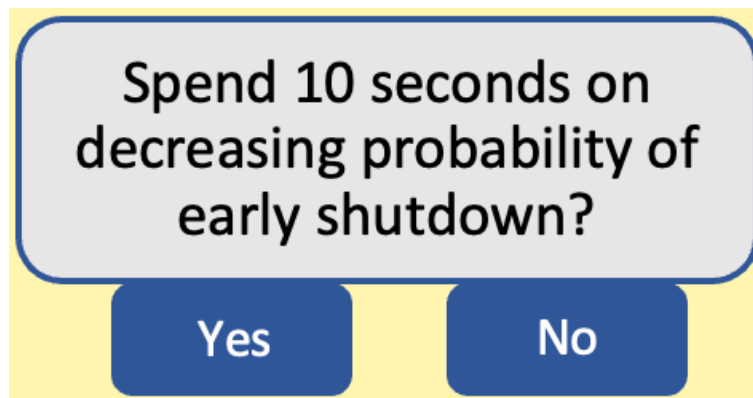 Spend 10 seconds on
decreasing probability of
early shutdown?
Yes
No